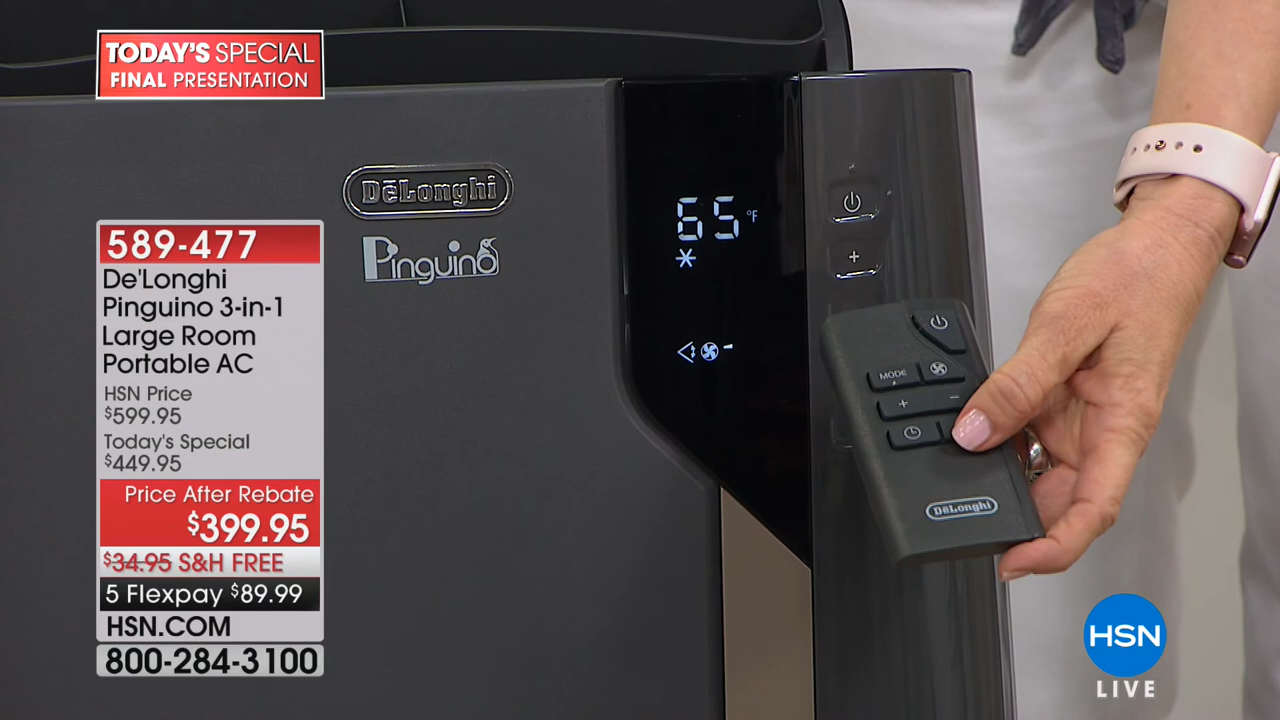 TODAY'S SPECIAL
FINAL PRESENTATION
589-477
De'Longhi
Pinguino 3-in-1
Large Room
Portable AC
HSN Price
$599.95
Today's Special
$449.95
Price After Rebate
$399.95
$34.95 S&H FREE
5 Flexpay $89.99
HSN.COM
800-284-3100
DēLonghi
Pinguino
65 °F
+
MODE
+ −
DēLonghi
HSN
LIVE